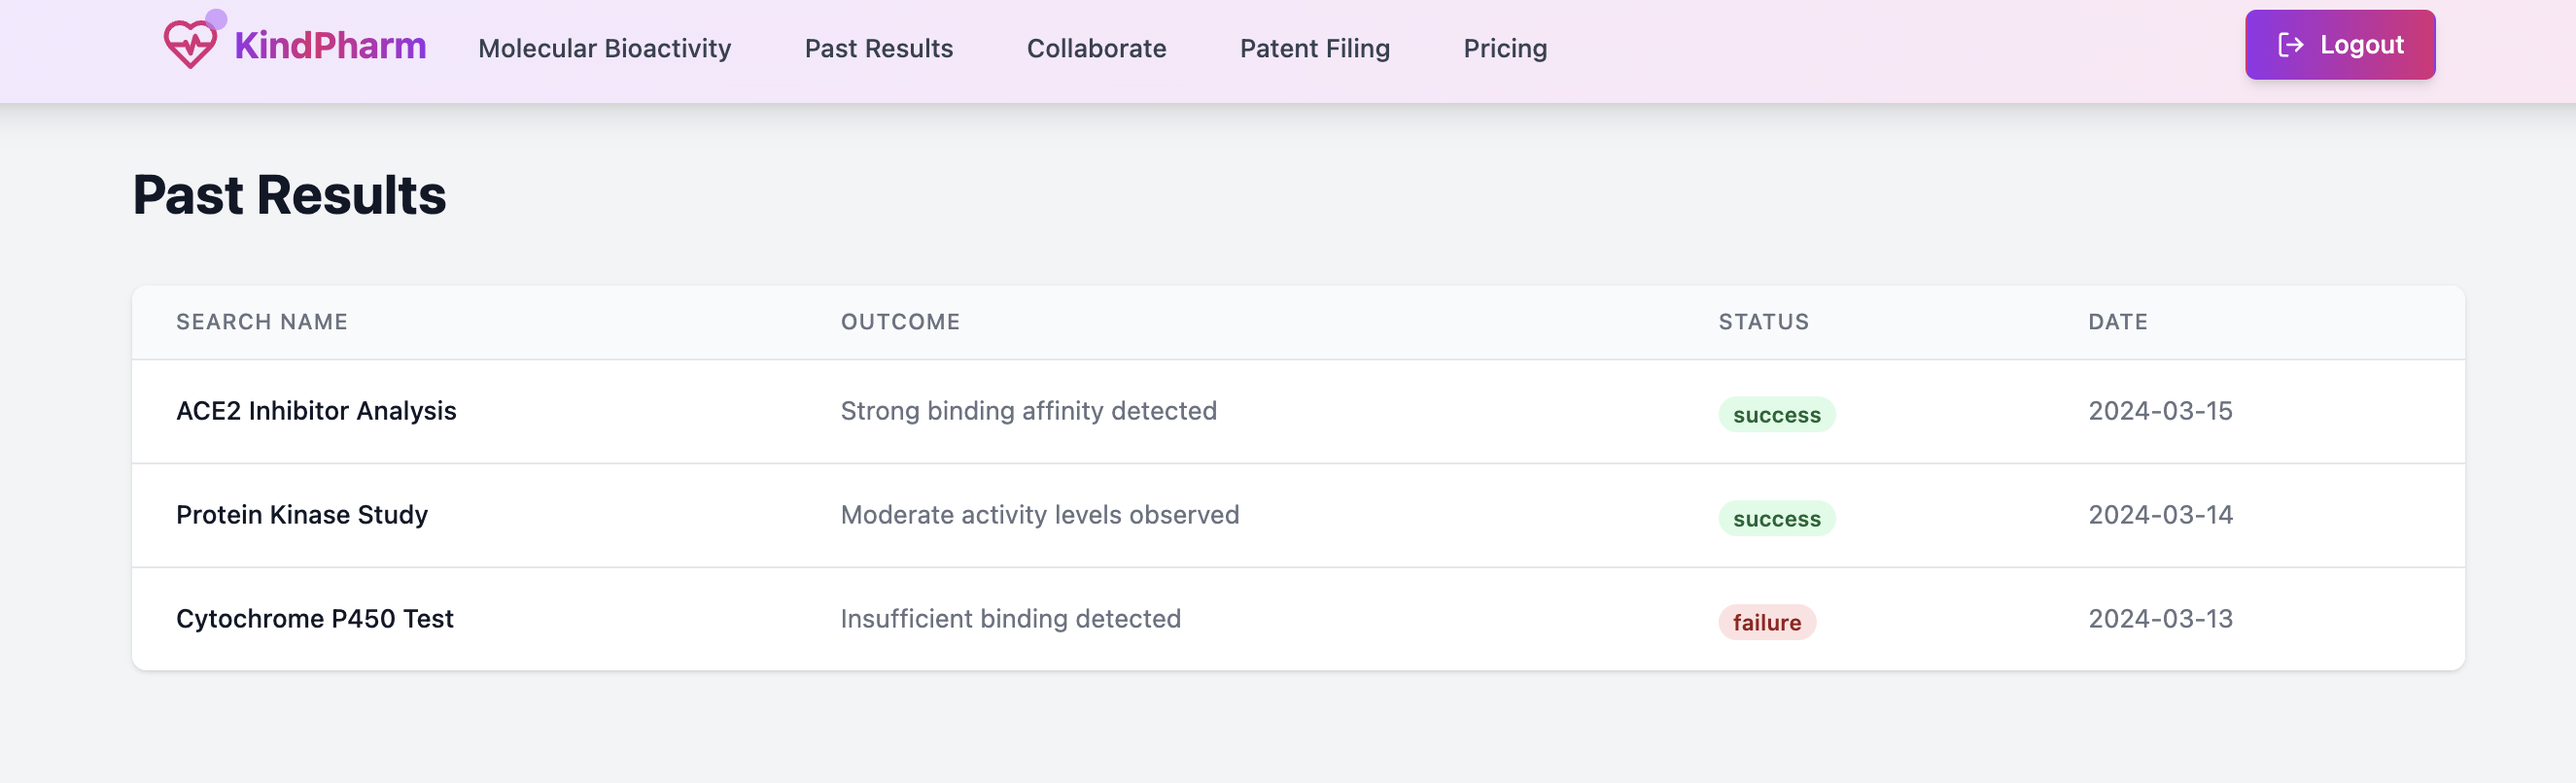 KindPharm Molecular Bioactivity Past Results Collaborate Patent Filing Pricing Logout
Past Results
SEARCH NAME OUTCOME STATUS DATE
ACE2 Inhibitor Analysis Strong binding affinity detected success 2024-03-15
Protein Kinase Study Moderate activity levels observed success 2024-03-14
Cytochrome P450 Test Insufficient binding detected failure 2024-03-13